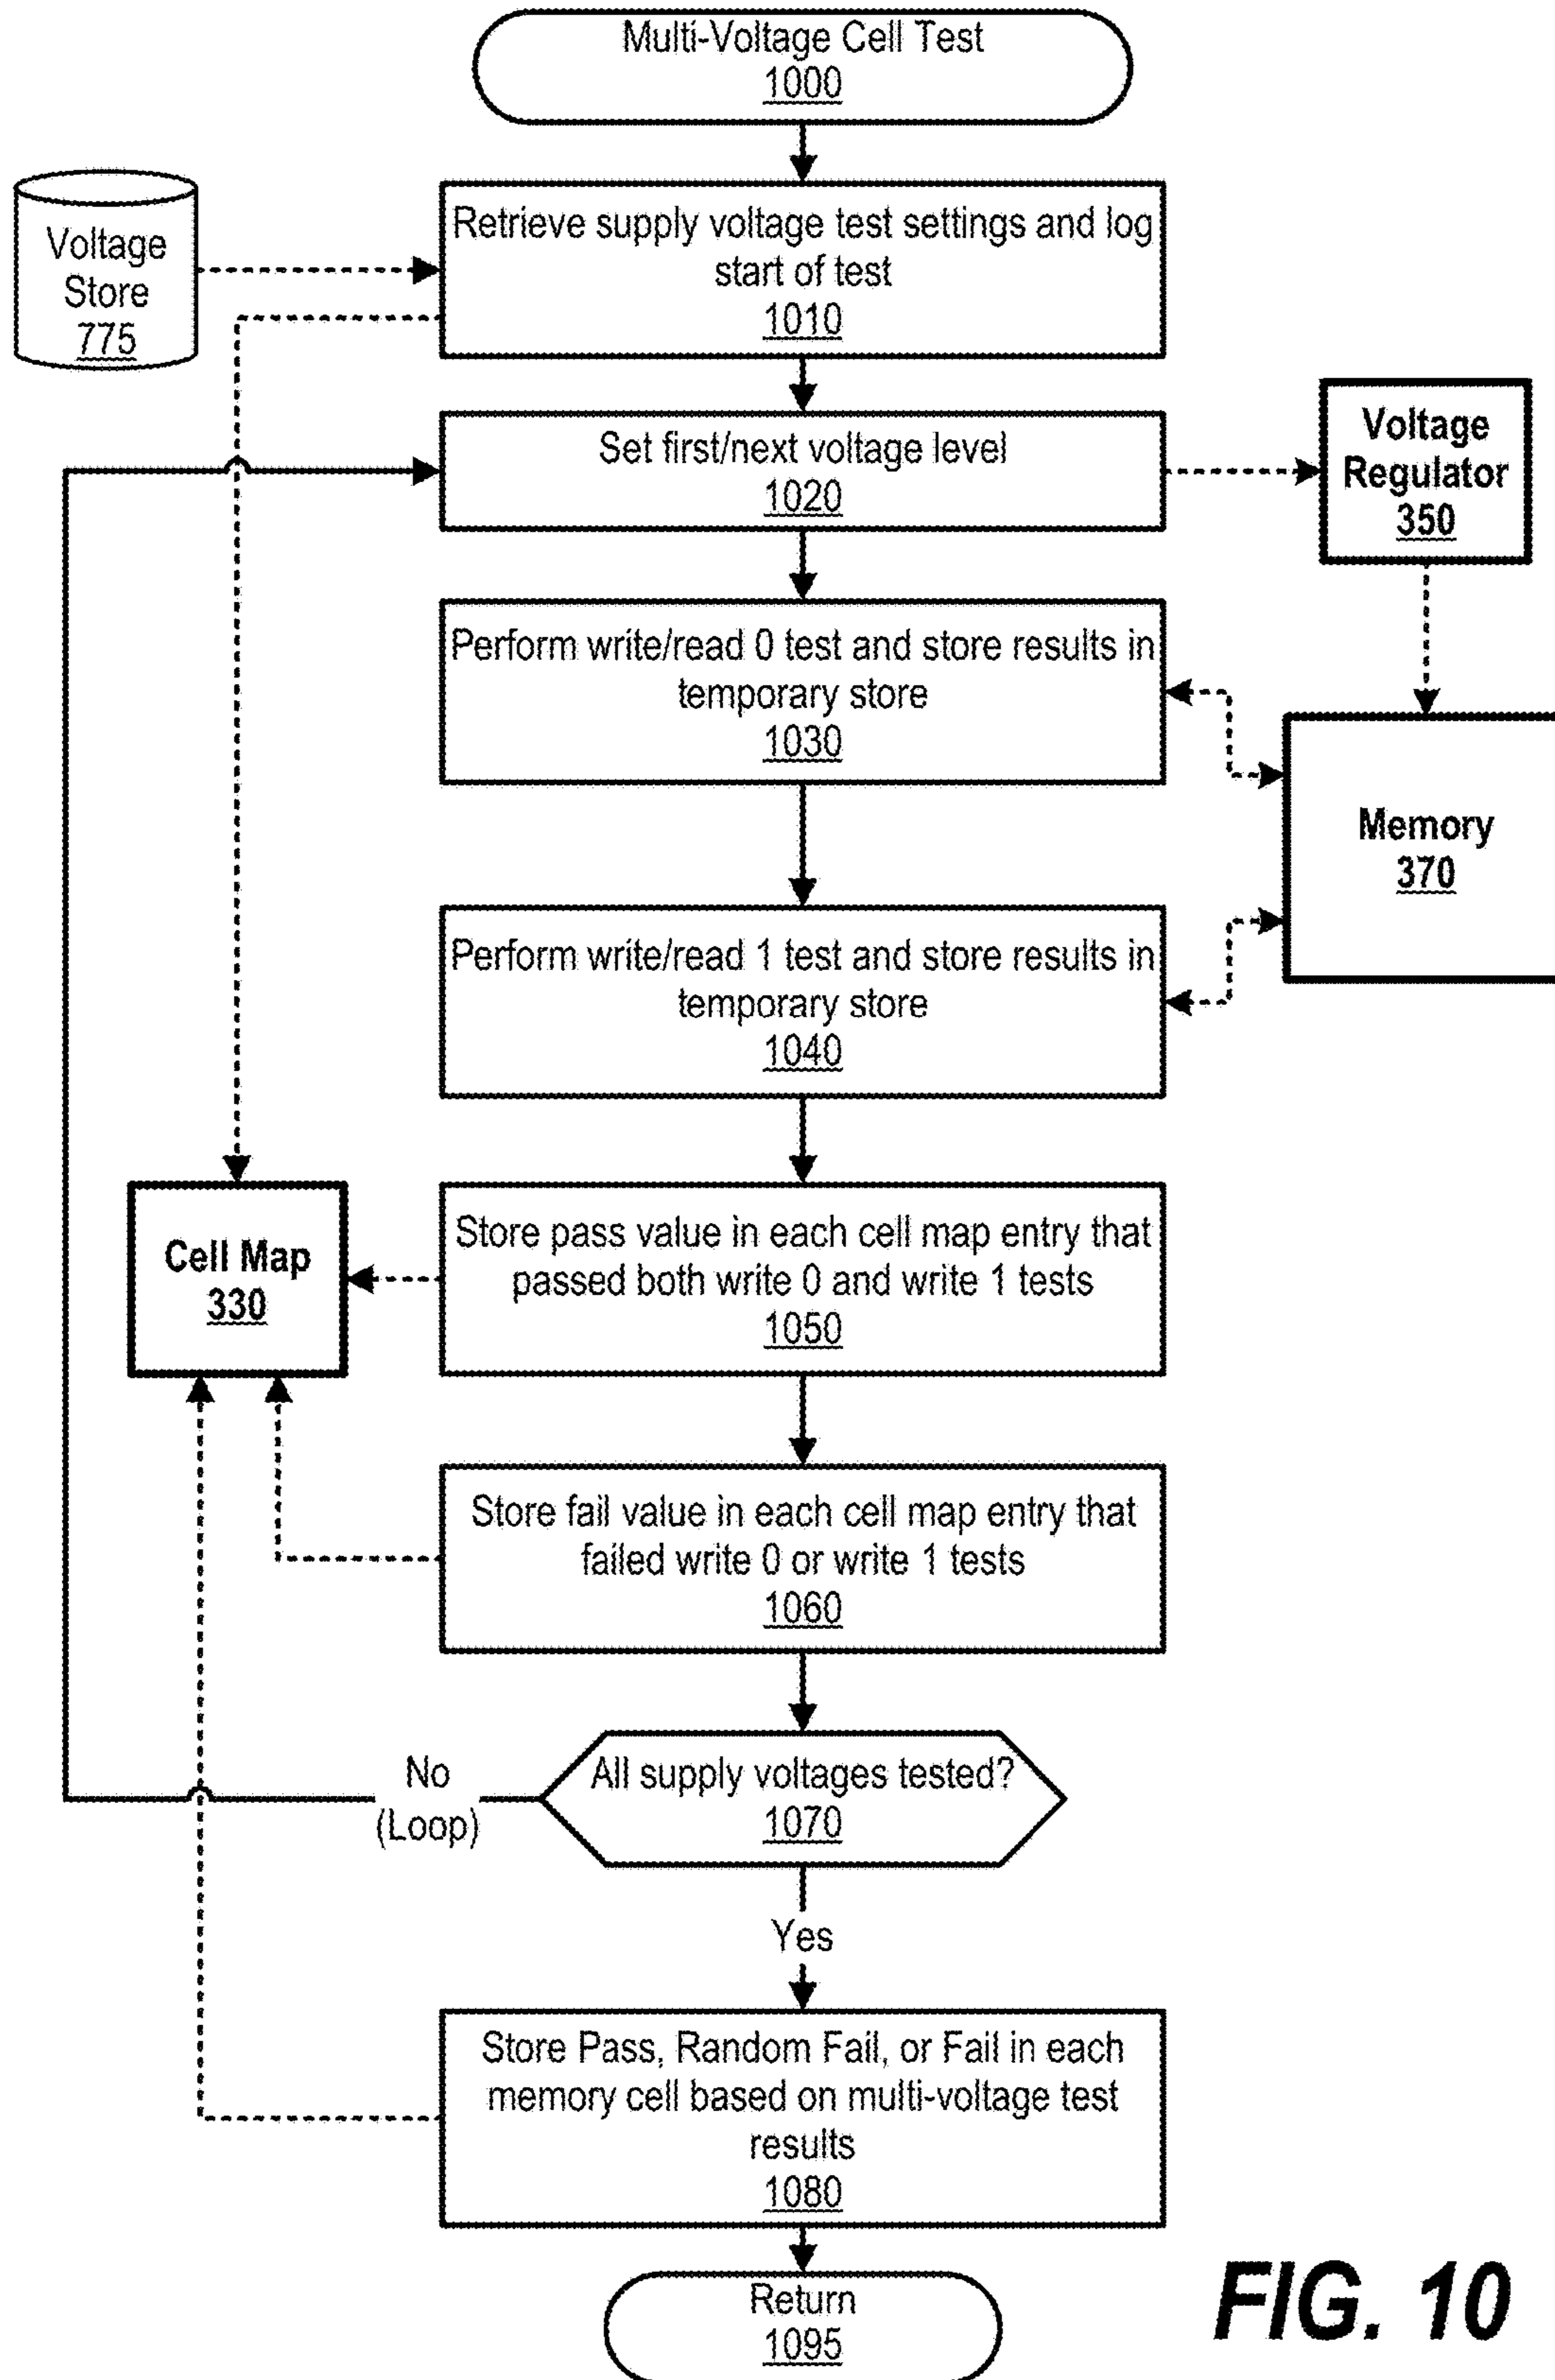 Multi-Voltage Cell Test
1000
Voltage
Store
775
Retrieve supply voltage test settings and log
start of test
1010
Set first/next voltage level
1020
Voltage
Regulator
350
Perform write/read 0 test and store results in
temporary store
1030
Memory
370
Perform write/read 1 test and store results in
temporary store
1040
Cell Map
330
Store pass value in each cell map entry that
passed both write 0 and write 1 tests
1050
Store fail value in each cell map entry that
failed write 0 or write 1 tests
1060
No
(Loop)
All supply voltages tested?
1070
Yes
Store Pass, Random Fail, or Fail in each
memory cell based on multi-voltage test
results
1080
Return
1095
FIG. 10